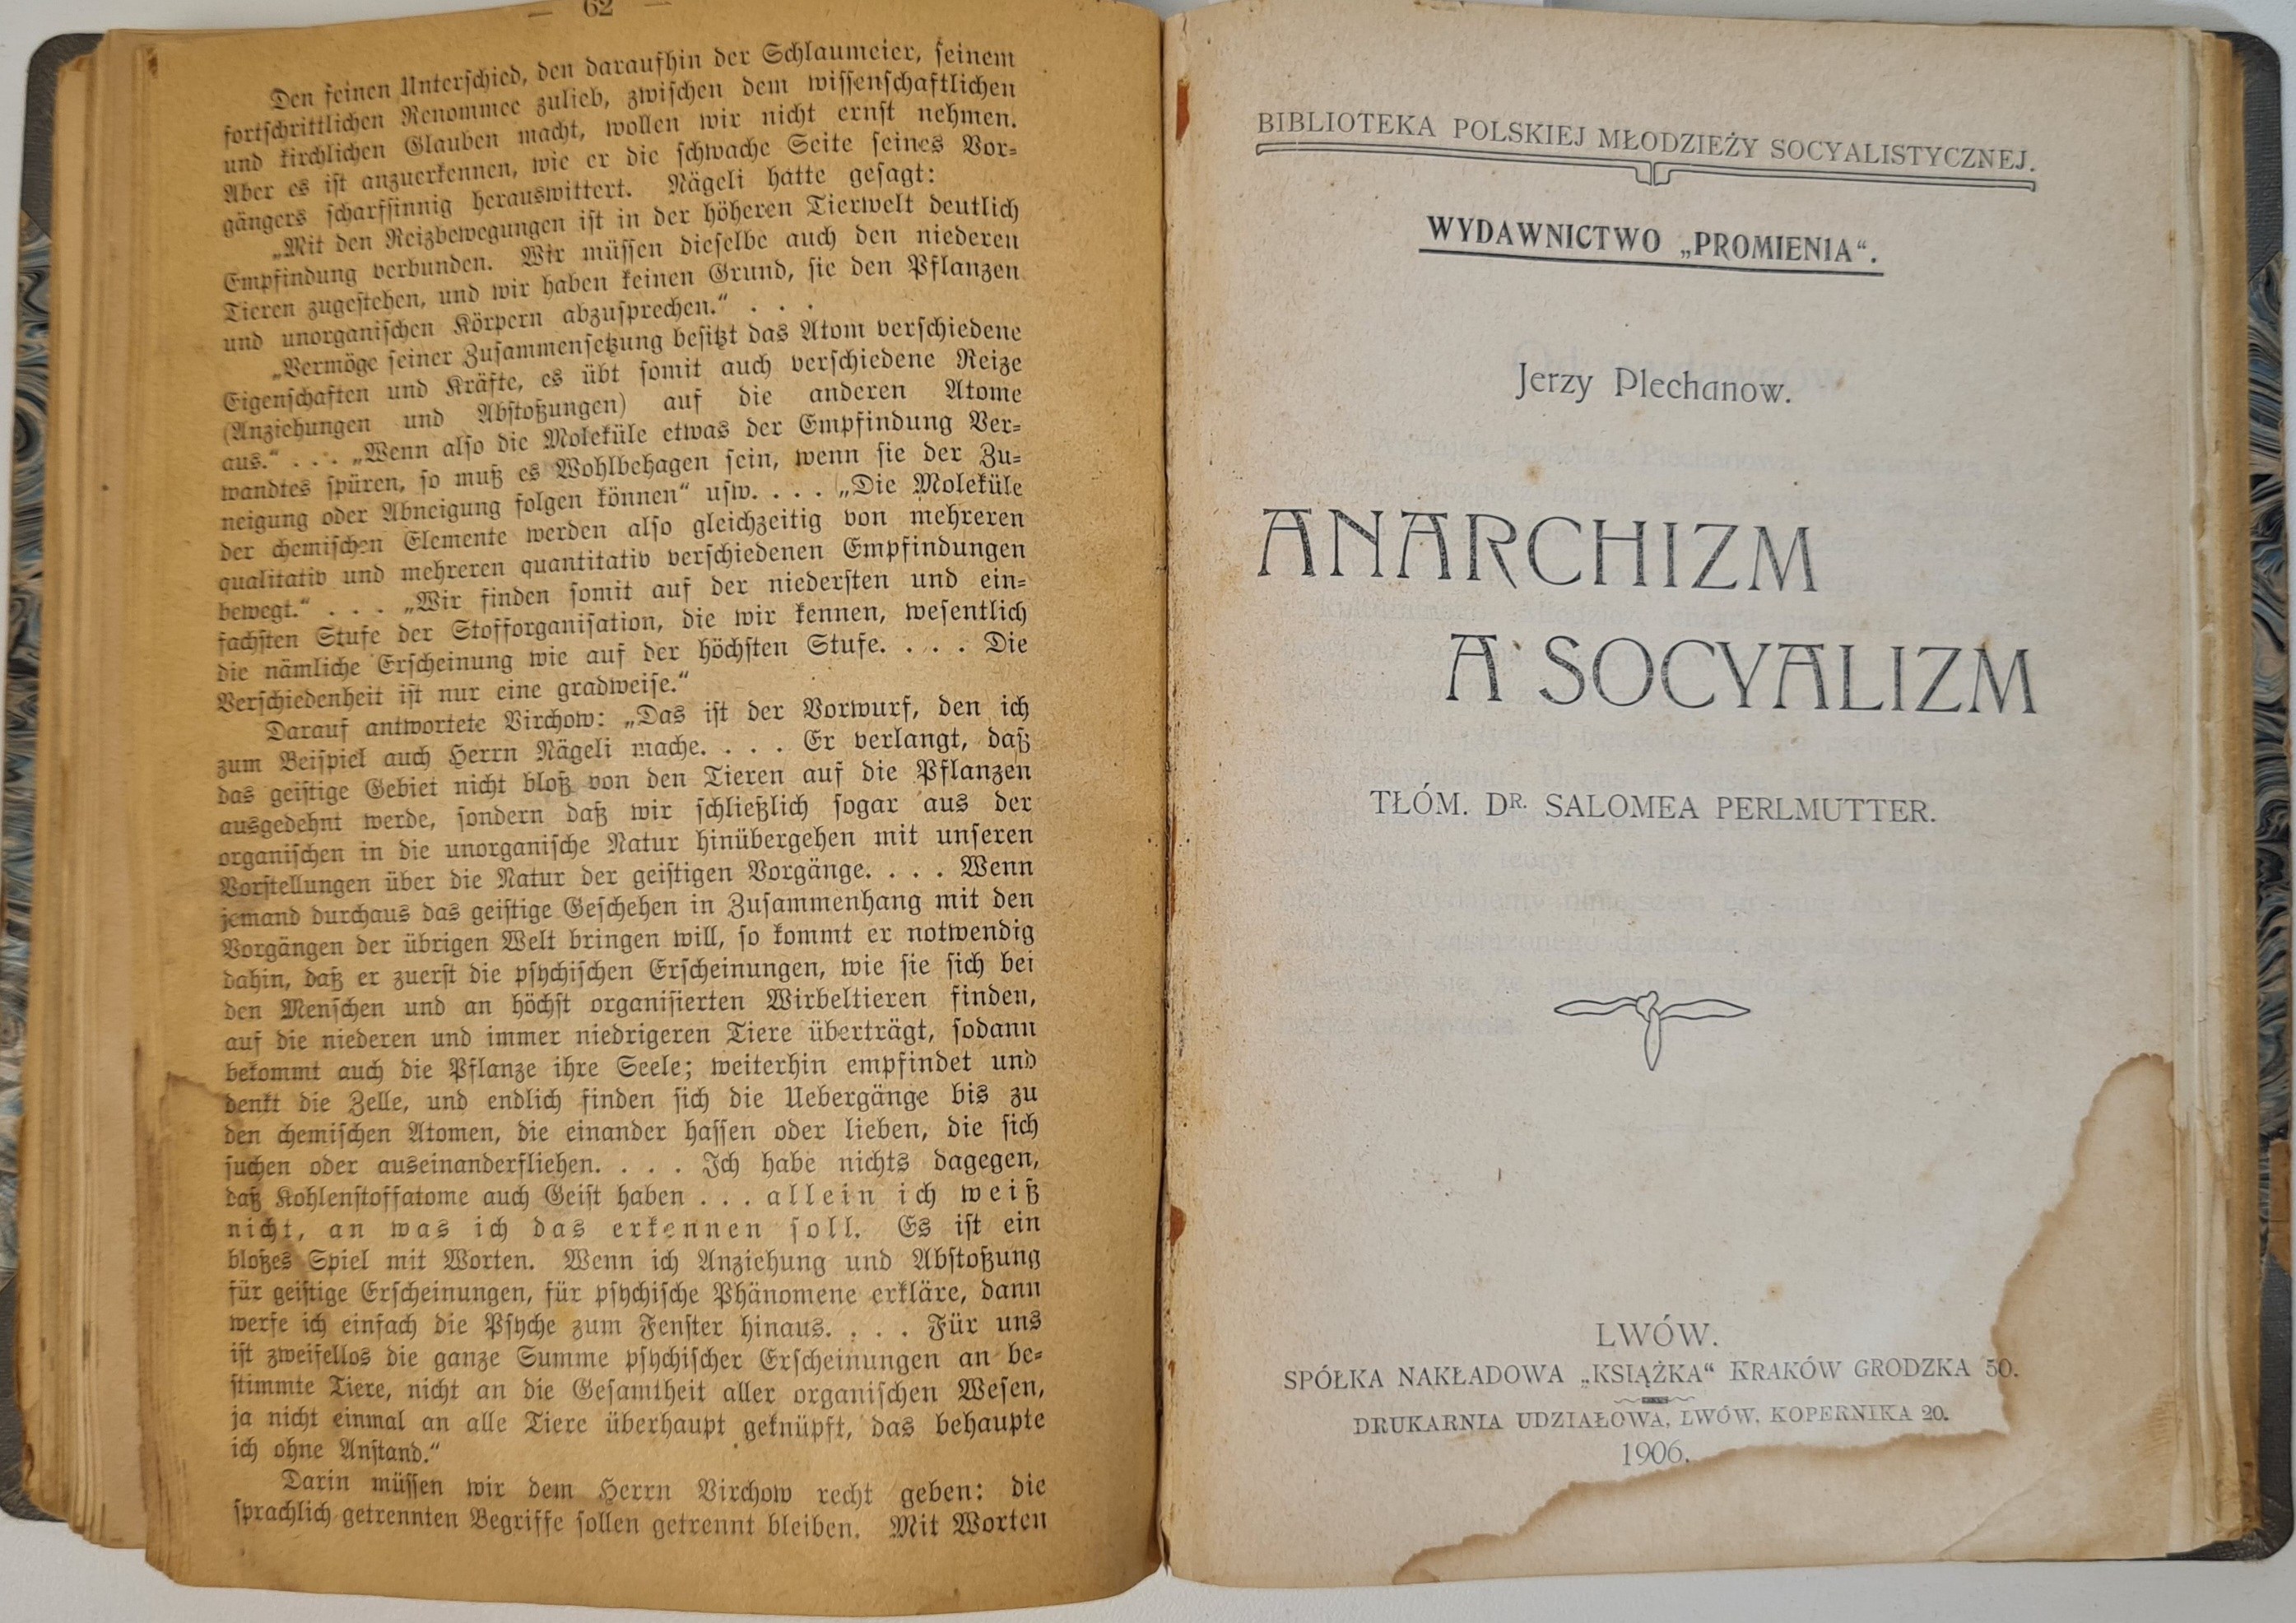 — 62 —
Den feinen Unterschied, den daraufhin der Schlaumeier, seinem
fortschrittlichen Renommee zulieb, zwischen dem wissenschaftlichen
und kirchlichen Glauben macht, wollen wir nicht ernst nehmen.
Aber es ist anzuerkennen, wie er die schwache Seite seines Vor-
gängers scharfsinnig herauswittert. Nägeli hatte gesagt:
„Mit den Reizbewegungen ist in der höheren Tierwelt deutlich
Empfindung verbunden. Wir müssen dieselbe auch den niederen
Tieren zugestehen, und wir haben keinen Grund, sie den Pflanzen
und unorganischen Körpern abzusprechen.“ . . .
„Vermöge seiner Zusammensetzung besitzt das Atom verschiedene
Eigenschaften und Kräfte, es übt somit auch verschiedene Reize
(Anziehungen und Abstoßungen) auf die anderen Atome
aus.“ . . . „Wenn also die Moleküle etwas der Empfindung Ver-
wandtes spüren, so muß es Wohlbehagen sein, wenn sie der Zu-
neigung oder Abneigung folgen können“ usw. . . . „Die Moleküle
der chemischen Elemente werden also gleichzeitig von mehreren
qualitativ und mehreren quantitativ verschiedenen Empfindungen
bewegt.“ . . . „Wir finden somit auf der niedersten und ein-
fachsten Stufe der Stofforganisation, die wir kennen, wesentlich
die nämliche Erscheinung wie auf der höchsten Stufe. . . . Die
Verschiedenheit ist nur eine gradweise.“
Darauf antwortete Virchow: „Das ist der Vorwurf, den ich
zum Beispiel auch Herrn Nägeli mache. . . . Er verlangt, daß
das geistige Gebiet nicht bloß von den Tieren auf die Pflanzen
ausgedehnt werde, sondern daß wir schließlich sogar aus der
organischen in die unorganische Natur hinübergehen mit unseren
Vorstellungen über die Natur der geistigen Vorgänge. . . . Wenn
jemand durchaus das geistige Geschehen in Zusammenhang mit den
Vorgängen der übrigen Welt bringen will, so kommt er notwendig
dahin, daß er zuerst die psychischen Erscheinungen, wie sie sich bei
den Menschen und an höchst organisierten Wirbeltieren finden,
auf die niederen und immer niedrigeren Tiere überträgt, sodann
bekommt auch die Pflanze ihre Seele; weiterhin empfindet und
denkt die Zelle, und endlich finden sich die Uebergänge bis zu
den chemischen Atomen, die einander hassen oder lieben, die sich
suchen oder auseinanderfliehen. . . . Ich habe nichts dagegen,
daß Kohlenstoffatome auch Geist haben . . . allein ich weiß
nicht, an was ich das erkennen soll. Es ist ein
bloßes Spiel mit Worten. Wenn ich Anziehung und Abstoßung
für geistige Erscheinungen, für psychische Phänomene erkläre, dann
werfe ich einfach die Psyche zum Fenster hinaus. . . . Für uns
ist zweifellos die ganze Summe psychischer Erscheinungen an be-
stimmte Tiere, nicht an die Gesamtheit aller organischen Wesen,
ja nicht einmal an alle Tiere überhaupt geknüpft, das behaupte
ich ohne Anstand.“
Darin müssen wir dem Herrn Virchow recht geben: die
sprachlich getrennten Begriffe sollen getrennt bleiben. Mit Worten
BIBLIOTEKA POLSKIEJ MŁODZIEŻY SOCYALISTYCZNEJ.
WYDAWNICTWO „PROMIENIA“.
Jerzy Plechanow.
ANARCHIZM
A SOCYALIZM
TŁÓM. DR. SALOMEA PERLMUTTER.
LWÓW.
SPÓŁKA NAKŁADOWA „KSIĄŻKA“ KRAKÓW GRODZKA 50.
DRUKARNIA UDZIAŁOWA, LWÓW, KOPERNIKA 20.
1906.